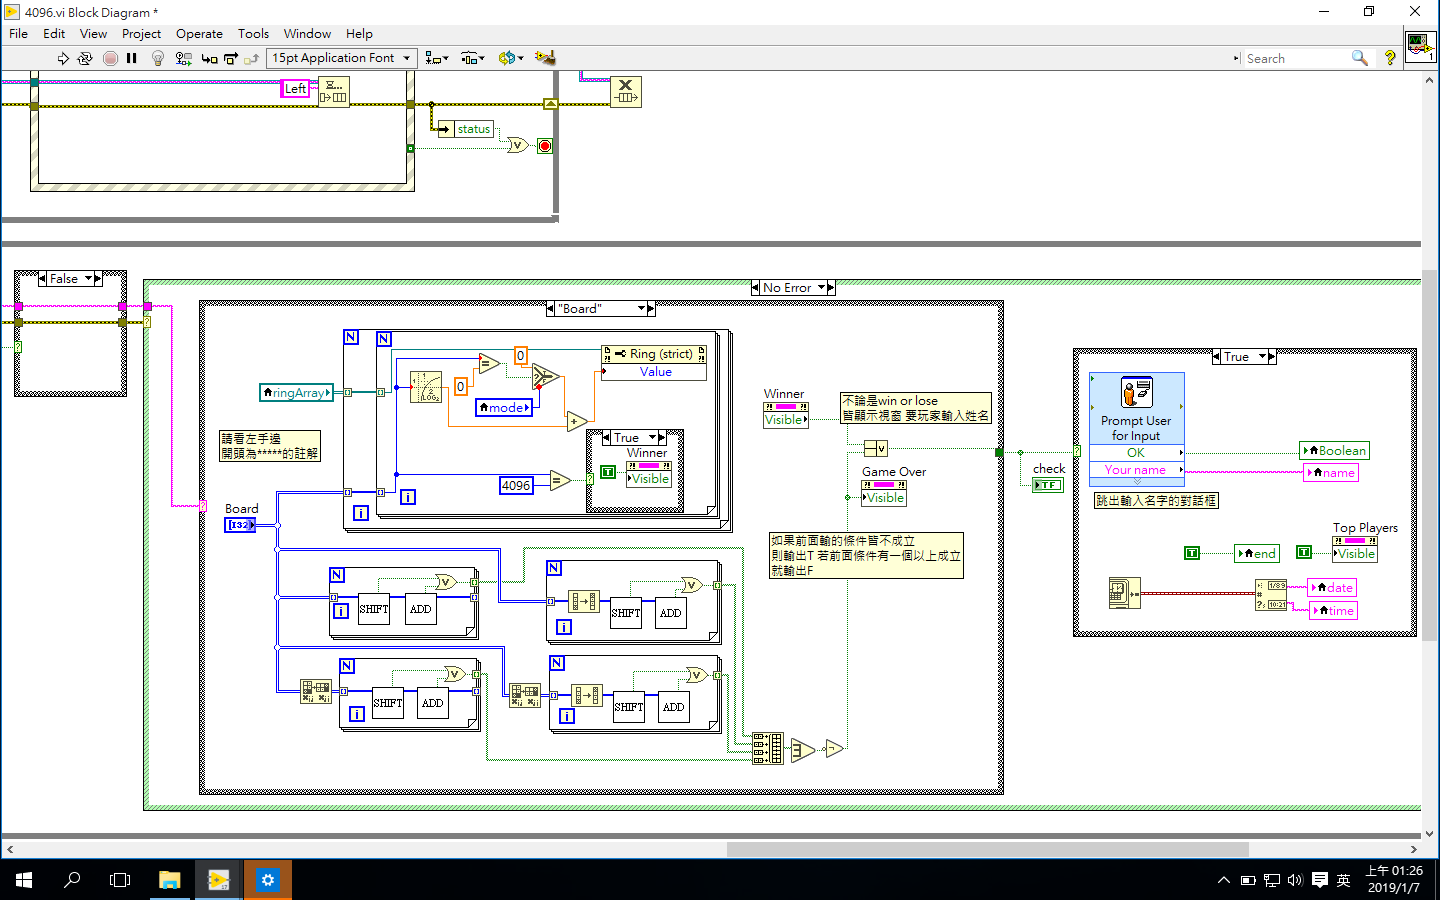 4096.vi Block Diagram *
File Edit View Project Operate Tools Window Help
15pt Application Font
Search
1
Left
status
False
No Error
"Board"
N
N
ringArray
0
0
mode
Ring (strict)
Value
True
Winner
T
Visible
4096
i
i
請看左手邊
開頭為*****的註解
Board
[I32]
N
i
SHIFT
ADD
N
i
SHIFT
ADD
N
i
SHIFT
ADD
N
i
SHIFT
ADD
Winner
Visible
不論是win or lose
皆顯示視窗 要玩家輸入姓名
Game Over
Visible
如果前面輸的條件皆不成立
則輸出T 若前面條件有一個以上成立
就輸出F
check
TF
True
Prompt User
for Input
OK
Your name
Boolean
name
跳出輸入名字的對話框
T
end
T
Top Players
Visible
date
time
英
上午 01:26
2019/1/7